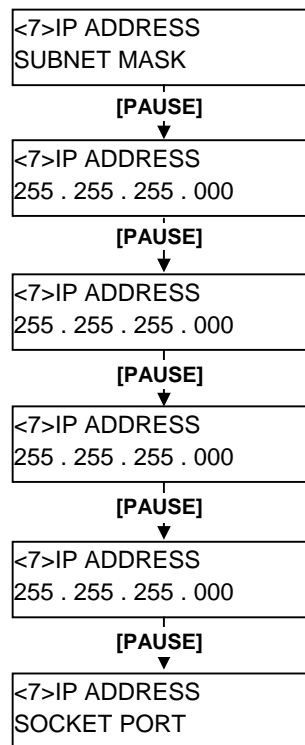 <7>IP ADDRESS
SUBNET MASK
[PAUSE]
<7>IP ADDRESS
255 . 255 . 255 . 000
[PAUSE]
<7>IP ADDRESS
255 . 255 . 255 . 000
[PAUSE]
<7>IP ADDRESS
255 . 255 . 255 . 000
[PAUSE]
<7>IP ADDRESS
255 . 255 . 255 . 000
[PAUSE]
<7>IP ADDRESS
SOCKET PORT